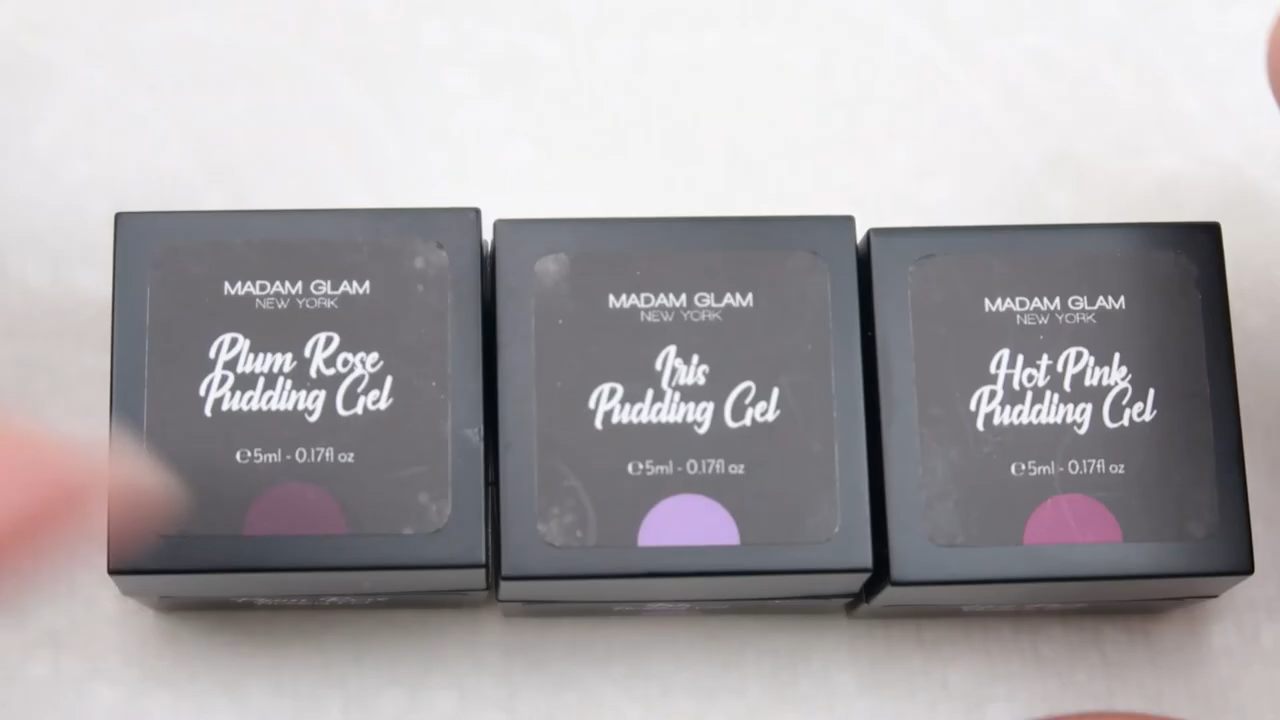 MADAM GLAM
NEW YORK
Plum Rose
Pudding Gel
℮5ml - 0.17fl oz
MADAM GLAM
NEW YORK
Iris
Pudding Gel
℮5ml - 0.17fl oz
MADAM GLAM
NEW YORK
Hot Pink
Pudding Gel
℮5ml - 0.17fl oz